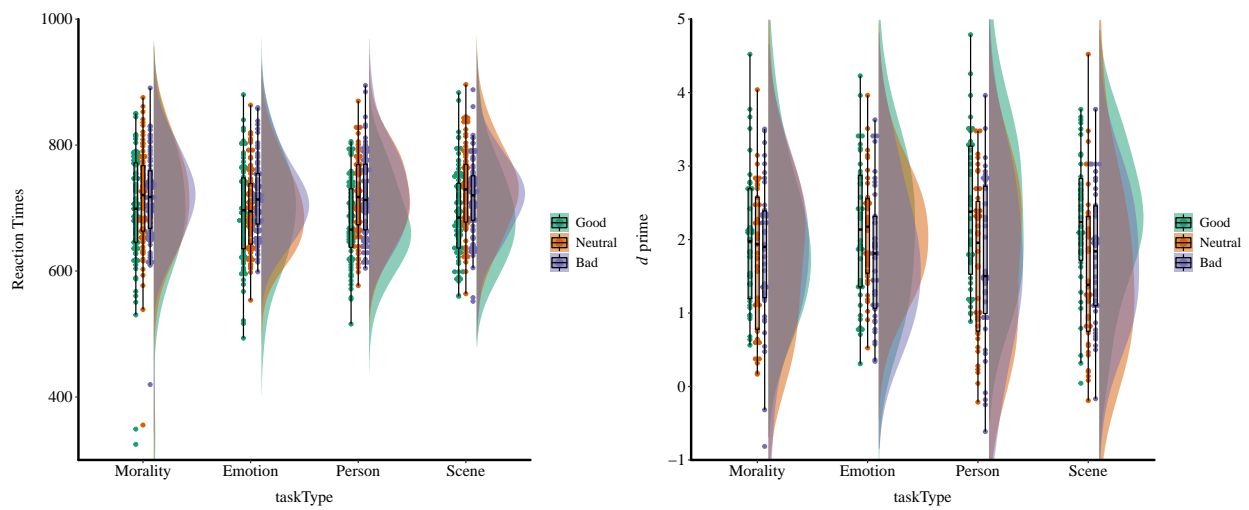 1000
800
600
400
Reaction Times
Morality
Emotion
Person
Scene
taskType
Good
Neutral
Bad
5
4
3
2
1
0
−1
d prime
Morality
Emotion
Person
Scene
taskType
Good
Neutral
Bad